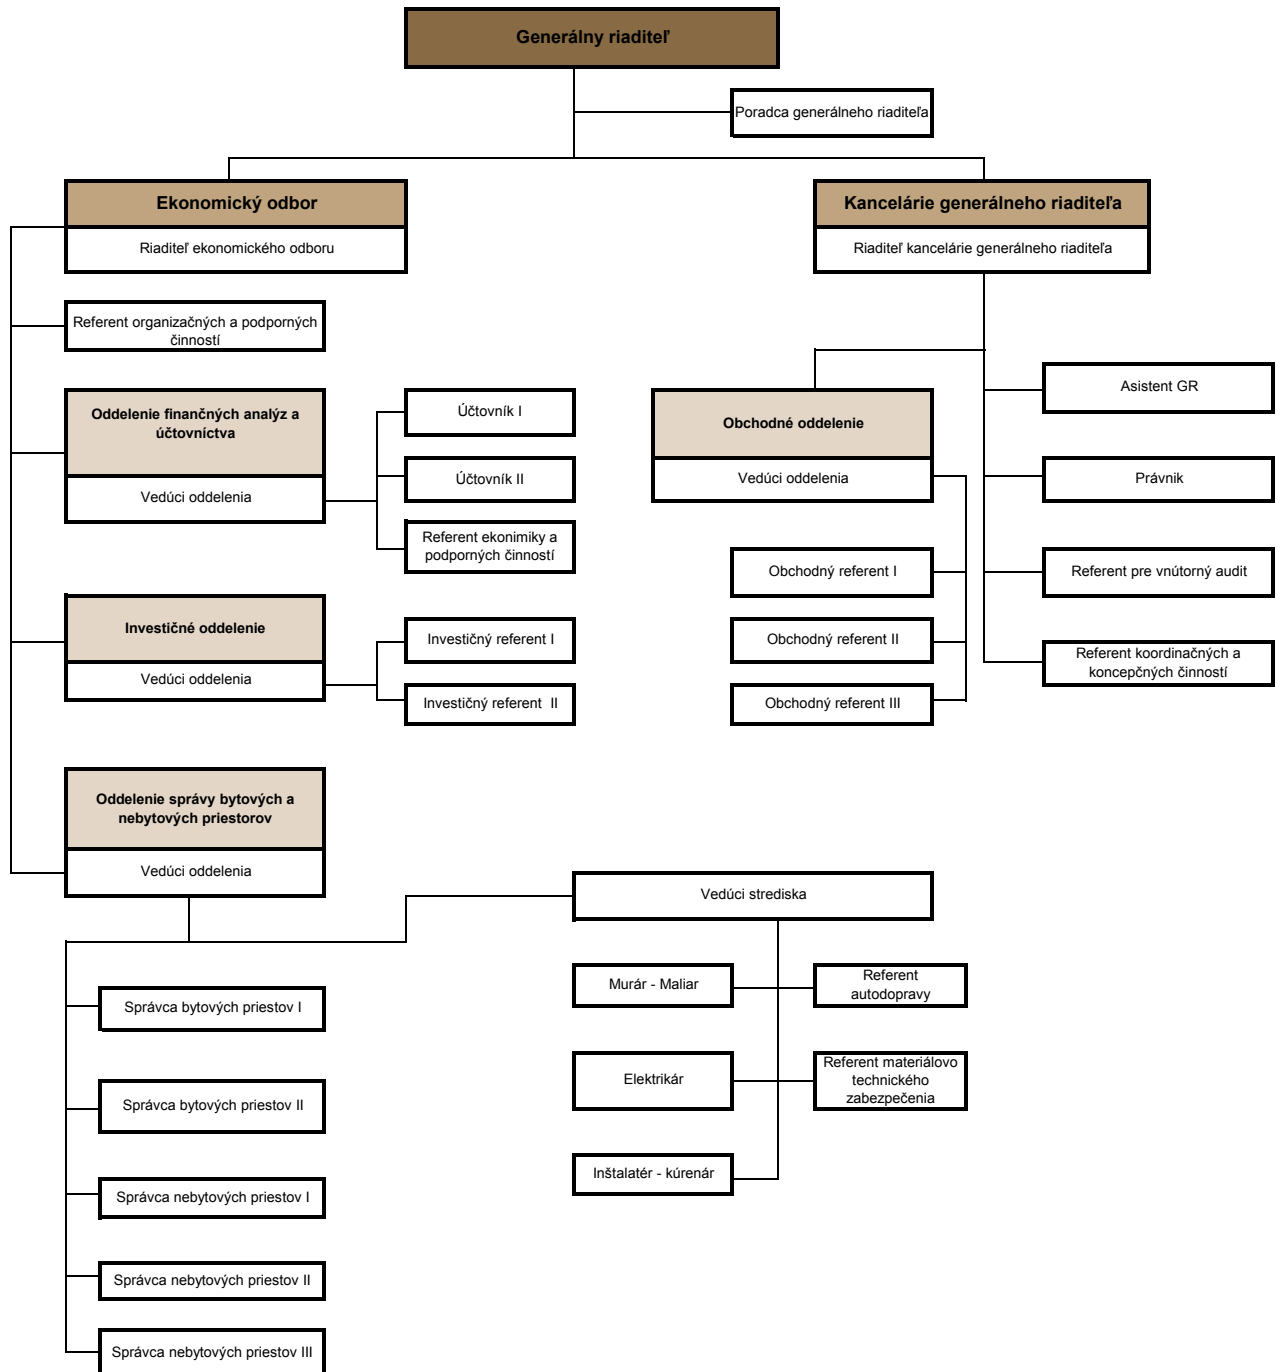 Generálny riaditeľ
Poradca generálneho riaditeľa
Ekonomický odbor
Riaditeľ ekonomického odboru
Kancelárie generálneho riaditeľa
Riaditeľ kancelárie generálneho riaditeľa
Referent organizačných a podporných
činností
Oddelenie finančných analýz a
účtovníctva
Vedúci oddelenia
Účtovník I
Účtovník II
Referent ekonimiky a
podporných činností
Obchodné oddelenie
Vedúci oddelenia
Obchodný referent I
Obchodný referent II
Obchodný referent III
Asistent GR
Právnik
Referent pre vnútorný audit
Referent koordinačných a
koncepčných činností
Investičné oddelenie
Vedúci oddelenia
Investičný referent I
Investičný referent  II
Oddelenie správy bytových a
nebytových priestorov
Vedúci oddelenia
Správca bytových priestov I
Správca bytových priestov II
Správca nebytových priestov I
Správca nebytových priestov II
Správca nebytových priestov III
Vedúci strediska
Murár - Maliar
Referent
autodopravy
Elektrikár
Referent materiálovo
technického
zabezpečenia
Inštalatér - kúrenár